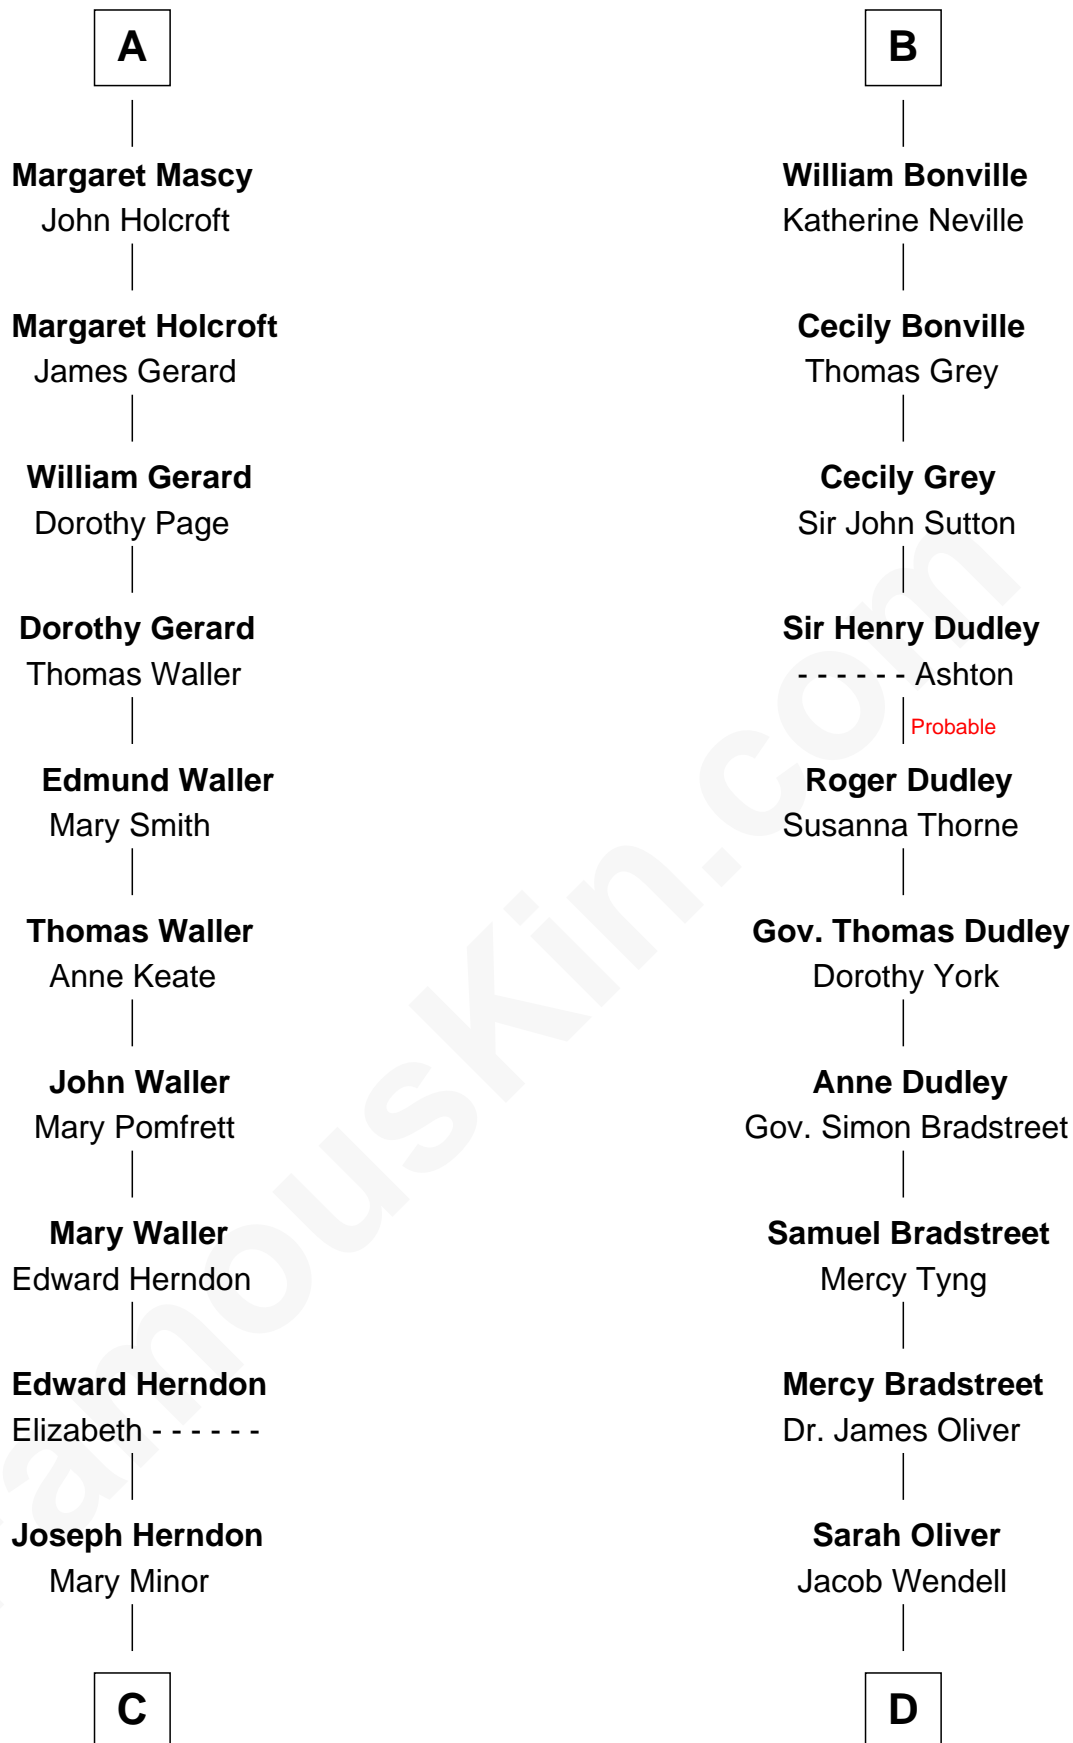 A
Margaret Mascy
John Holcroft
Margaret Holcroft
James Gerard
William Gerard
Dorothy Page
Dorothy Gerard
Thomas Waller
Edmund Waller
Mary Smith
Thomas Waller
Anne Keate
John Waller
Mary Pomfrett
Mary Waller
Edward Herndon
Edward Herndon
Elizabeth - - - - - -
Joseph Herndon
Mary Minor
C
B
William Bonville
Katherine Neville
Cecily Bonville
Thomas Grey
Cecily Grey
Sir John Sutton
Sir Henry Dudley
- - - - - - Ashton
Probable
Roger Dudley
Susanna Thorne
Gov. Thomas Dudley
Dorothy York
Anne Dudley
Gov. Simon Bradstreet
Samuel Bradstreet
Mercy Tyng
Mercy Bradstreet
Dr. James Oliver
Sarah Oliver
Jacob Wendell
D
FamousKin.com